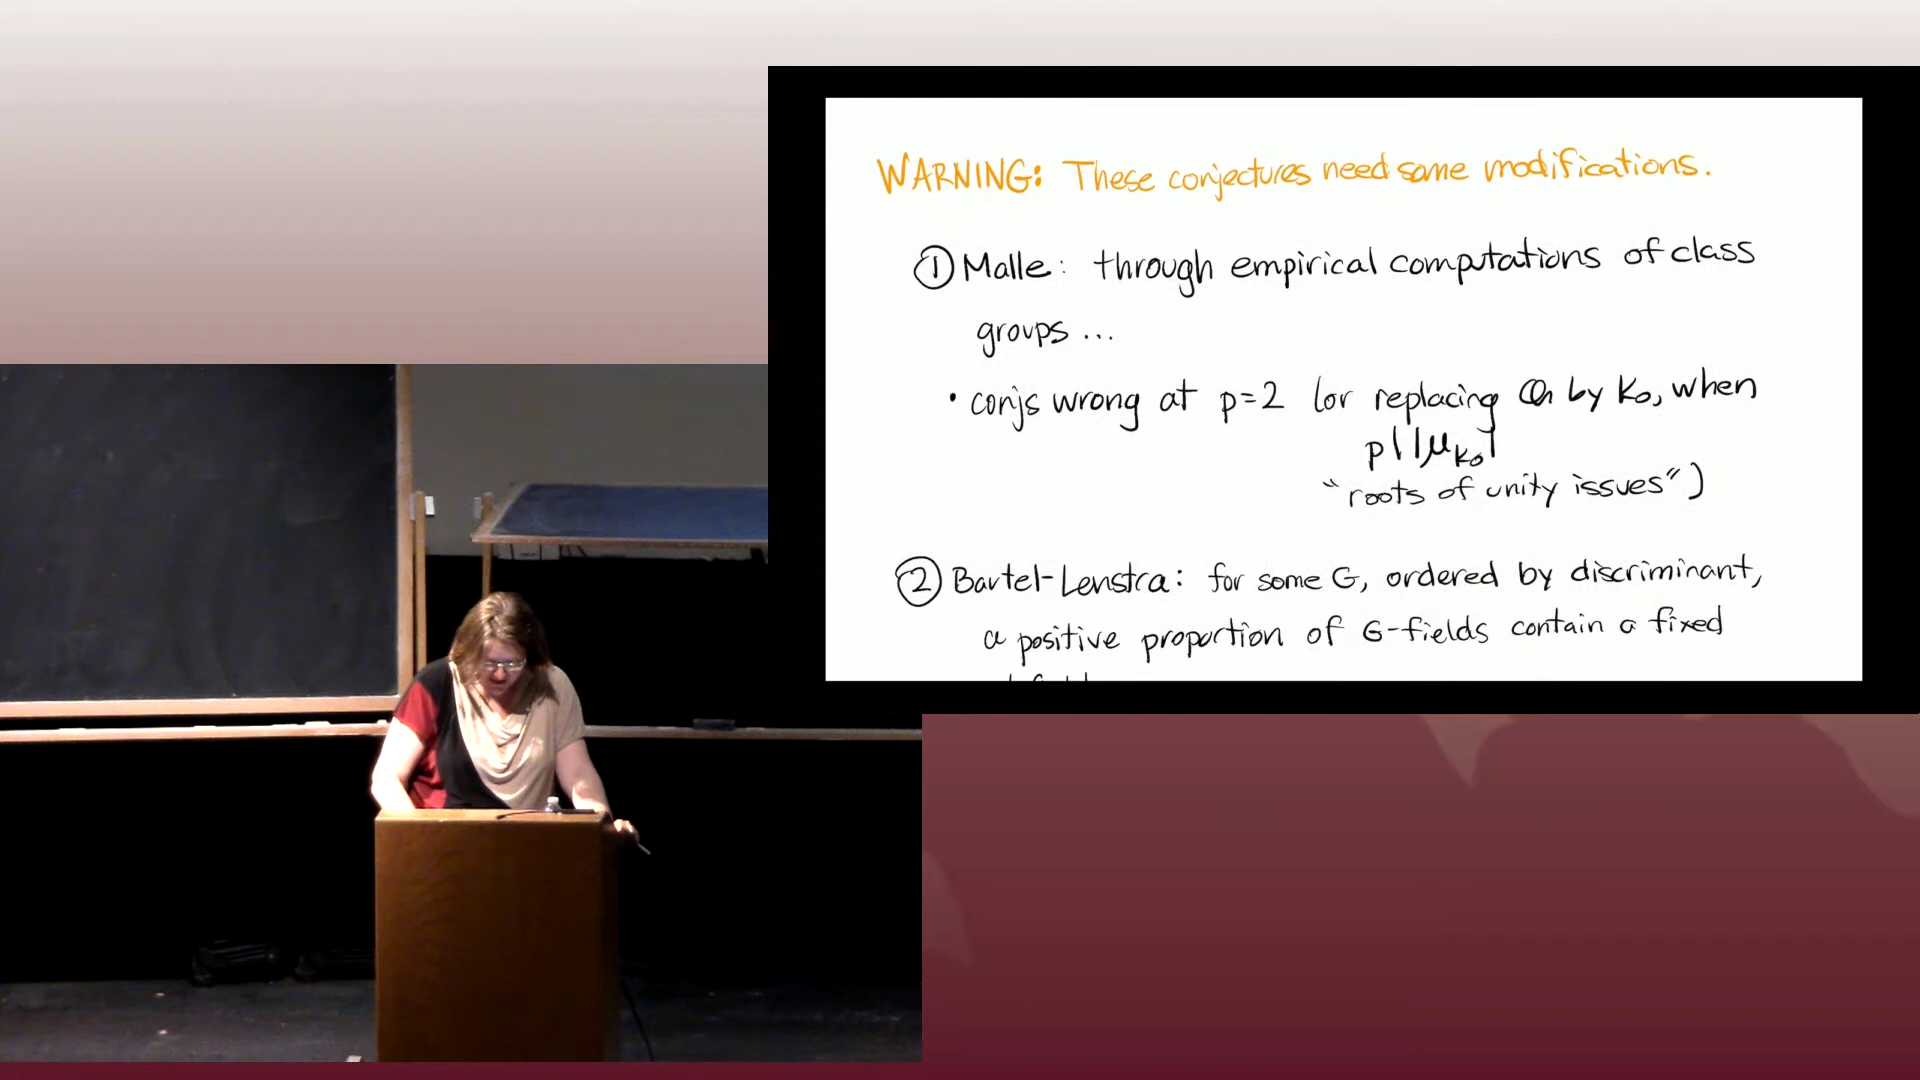 WARNING: These conjectures need some modifications.
① Malle: through empirical computations of class
groups ...
• conjs wrong at p=2 (or replacing Q by K₀, when
p | |μ_K₀|
"roots of unity issues")
② Bartel-Lenstra: for some G, ordered by discriminant,
a positive proportion of G-fields contain a fixed